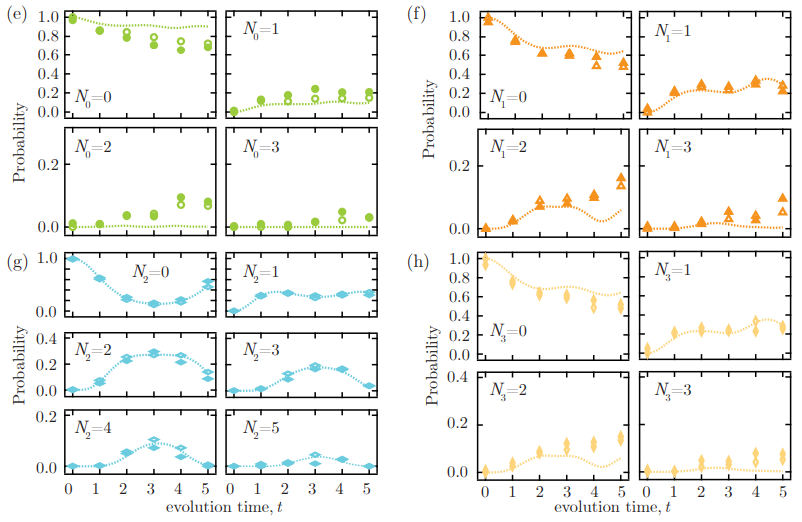 (e)
1.0
0.8
0.6
0.4
0.2
0.0
N0=0
N0=1
0.2
0.0
N0=2
N0=3
Probability
(g)
1.0
0.0
N2=0
N2=1
0.4
0.2
0.0
N2=2
N2=3
0.2
0.0
N2=4
N2=5
Probability
0 1 2 3 4 5
0 1 2 3 4 5
evolution time, t
(f)
1.0
0.8
0.6
0.4
0.2
0.0
N1=0
N1=1
0.2
0.0
N1=2
N1=3
Probability
(h)
1.0
0.8
0.6
0.4
0.2
0.0
N3=0
N3=1
0.4
0.2
0.0
N3=2
N3=3
Probability
0 1 2 3 4 5
0 1 2 3 4 5
evolution time, t